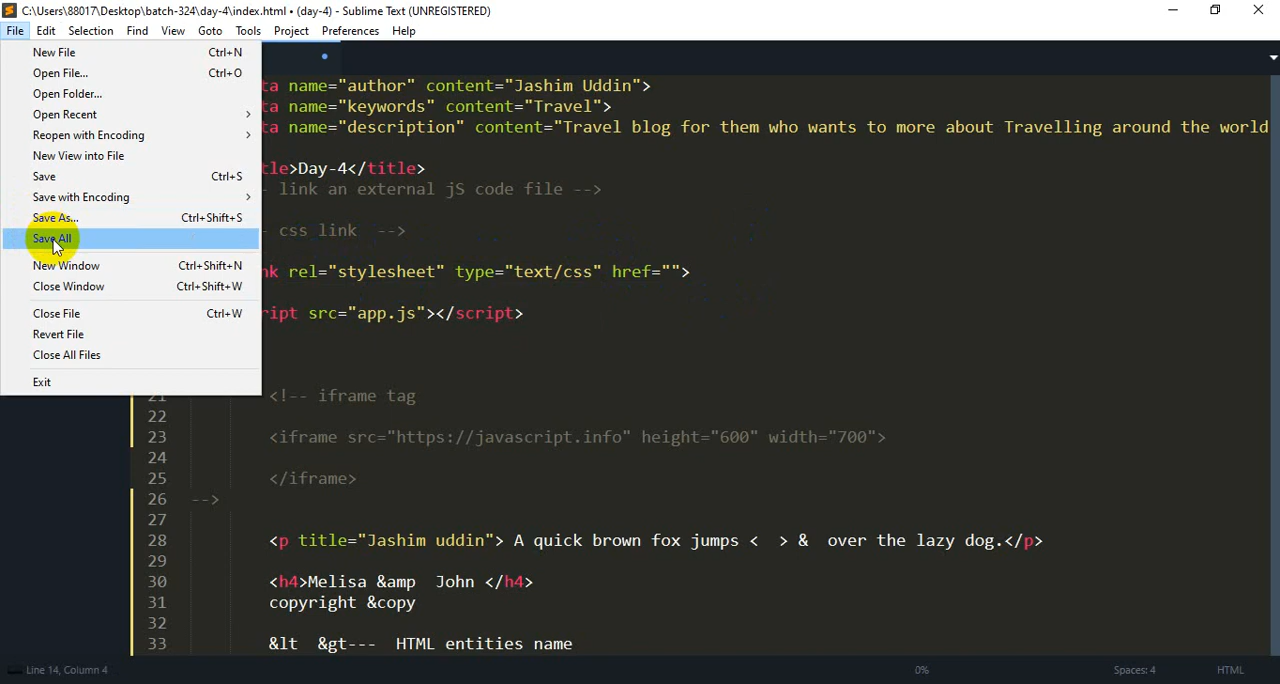 C:\Users\88017\Desktop\batch-324\day-4\index.html • (day-4) - Sublime Text (UNREGISTERED)
File Edit Selection Find View Goto Tools Project Preferences Help
New File Ctrl+N
Open File... Ctrl+O
Open Folder...
Open Recent
Reopen with Encoding
New View into File
Save Ctrl+S
Save with Encoding
Save As... Ctrl+Shift+S
Save All
New Window Ctrl+Shift+N
Close Window Ctrl+Shift+W
Close File Ctrl+W
Revert File
Close All Files
Exit
ta name="author" content="Jashim Uddin">
ta name="keywords" content="Travel">
ta name="description" content="Travel blog for them who wants to more about Travelling around the world
tle>Day-4</title>
- link an external jS code file -->
- css link -->
nk rel="stylesheet" type="text/css" href="">
ript src="app.js"></script>
21 <!-- iframe tag
22
23 <iframe src="https://javascript.info" height="600" width="700">
24
25 </iframe>
26 -->
27
28 <p title="Jashim uddin"> A quick brown fox jumps < > & over the lazy dog.</p>
29
30 <h4>Melisa &amp John </h4>
31 copyright &copy
32
33 &lt &gt--- HTML entities name
Line 14, Column 4 0% Spaces: 4 HTML